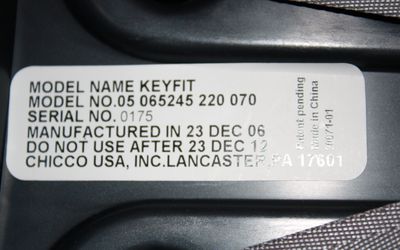 MODEL NAME KEYFIT
MODEL NO.05 065245 220 070
SERIAL NO. 0175
MANUFACTURED IN 23 DEC 06
DO NOT USE AFTER 23 DEC 12
CHICCO USA, INC.LANCASTER,PA 17601
Patent pending
Made in China